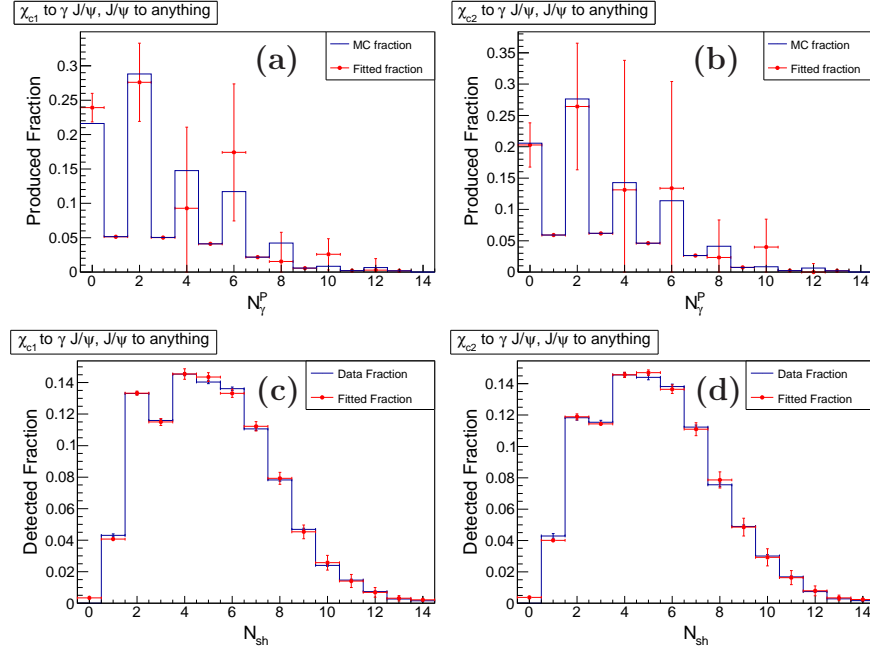 χc1 to γ J/ψ, J/ψ to anything
(a)
MC fraction
Fitted fraction
Produced Fraction
0.3
0.25
0.2
0.15
0.1
0.05
0
0 2 4 6 8 10 12 14
N^P_γ
χc2 to γ J/ψ, J/ψ to anything
(b)
MC fraction
Fitted fraction
Produced Fraction
0.35
0.3
0.25
0.2
0.15
0.1
0.05
0
0 2 4 6 8 10 12 14
N^P_γ
χc1 to γ J/ψ, J/ψ to anything
(c)
Data Fraction
Fitted Fraction
Detected Fraction
0.14
0.12
0.1
0.08
0.06
0.04
0.02
0
0 2 4 6 8 10 12 14
Nsh
χc2 to γ J/ψ, J/ψ to anything
(d)
Data Fraction
Fitted Fraction
Detected Fraction
0.14
0.12
0.1
0.08
0.06
0.04
0.02
0
0 2 4 6 8 10 12 14
Nsh